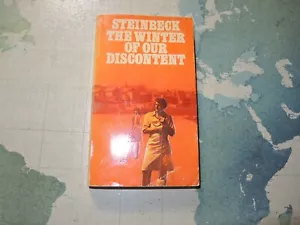 STEINBECK
THE WINTER
OF OUR
DISCONTENT